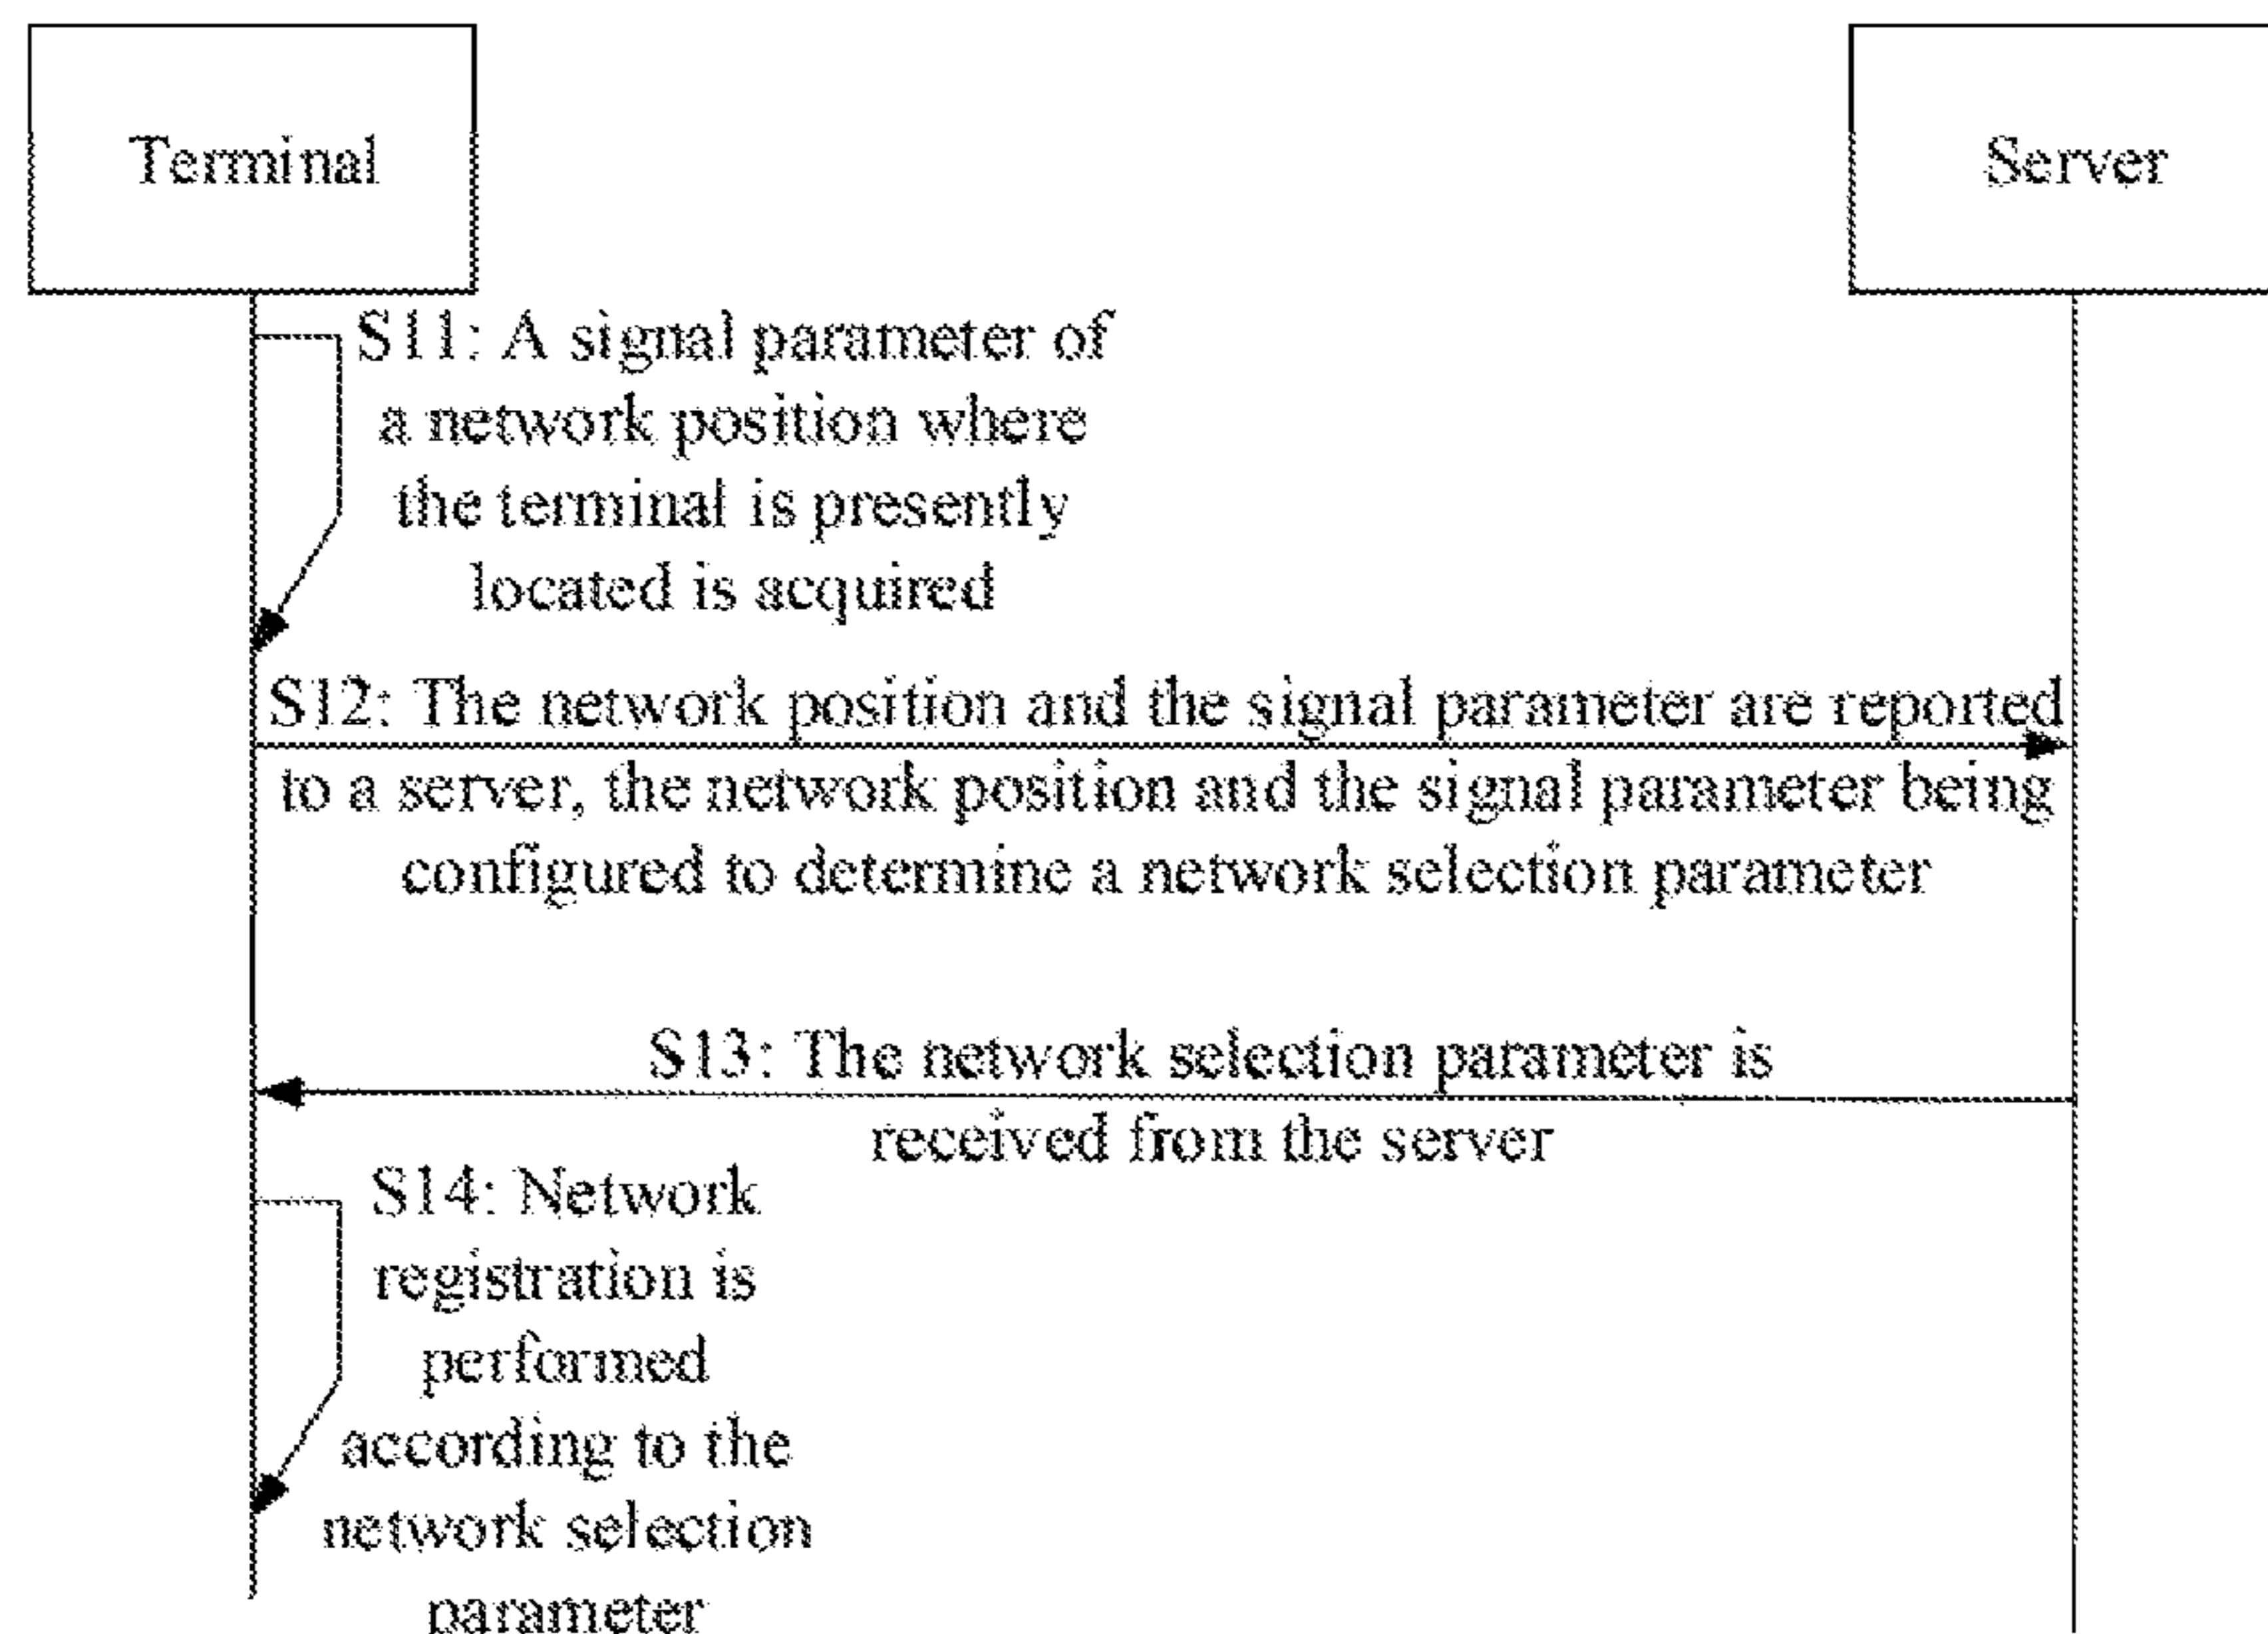 Terminal
Server
S11: A signal parameter of
a network position where
the terminal is presently
located is acquired
S12: The network position and the signal parameter are reported
to a server, the network position and the signal parameter being
configured to determine a network selection parameter
S13: The network selection parameter is
received from the server
S14: Network
registration is
performed
according to the
network selection
parameter